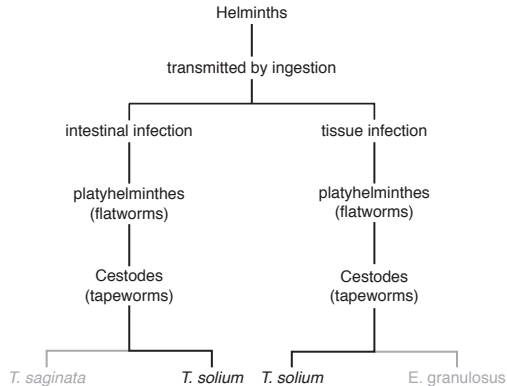 Helminths
transmitted by ingestion
intestinal infection
tissue infection
platyhelminthes
(flatworms)
platyhelminthes
(flatworms)
Cestodes
(tapeworms)
Cestodes
(tapeworms)
T. saginata
T. solium
T. solium
E. granulosus